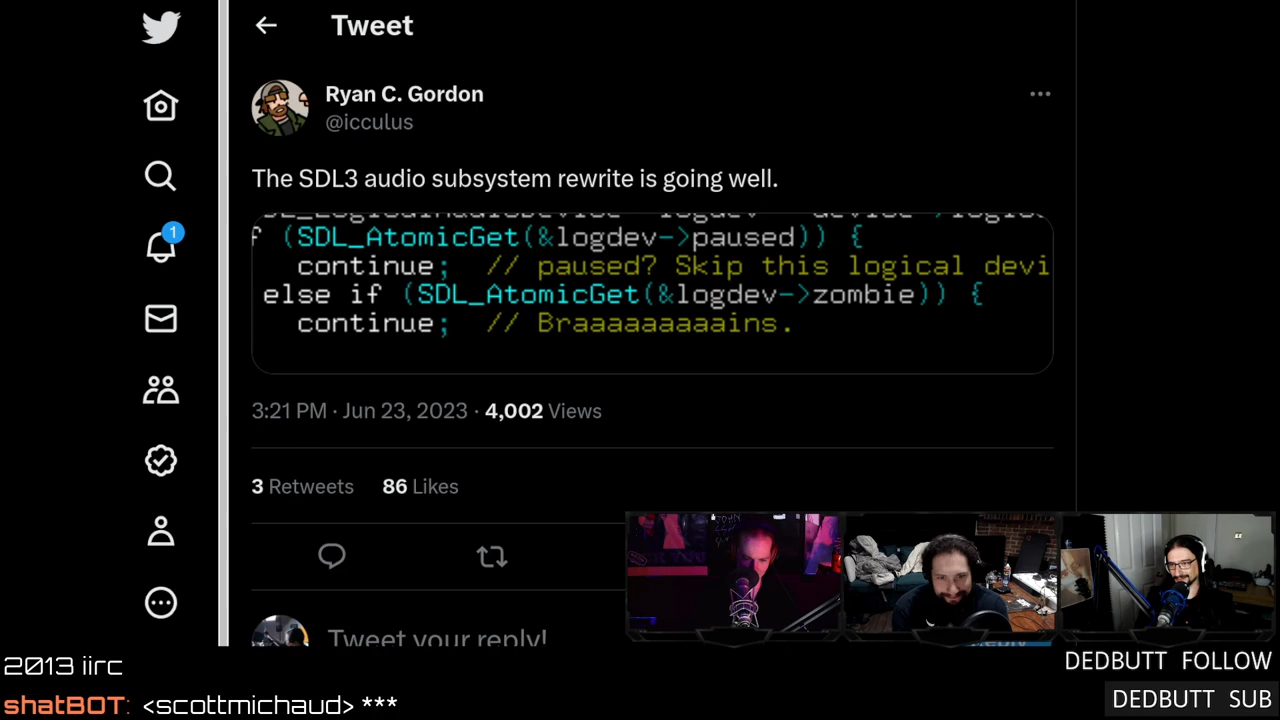 Tweet
Ryan C. Gordon
@icculus
The SDL3 audio subsystem rewrite is going well.
f (SDL_AtomicGet(&logdev->paused)) {
continue; // paused? Skip this logical devi
else if (SDL_AtomicGet(&logdev->zombie)) {
continue; // Braaaaaaaaains.
3:21 PM · Jun 23, 2023 · 4,002 Views
1
3 Retweets 86 Likes
Tweet your reply!
2013 iirc
shatBOT: <scottmichaud> ***
DEDBUTT FOLLOW
DEDBUTT SUB